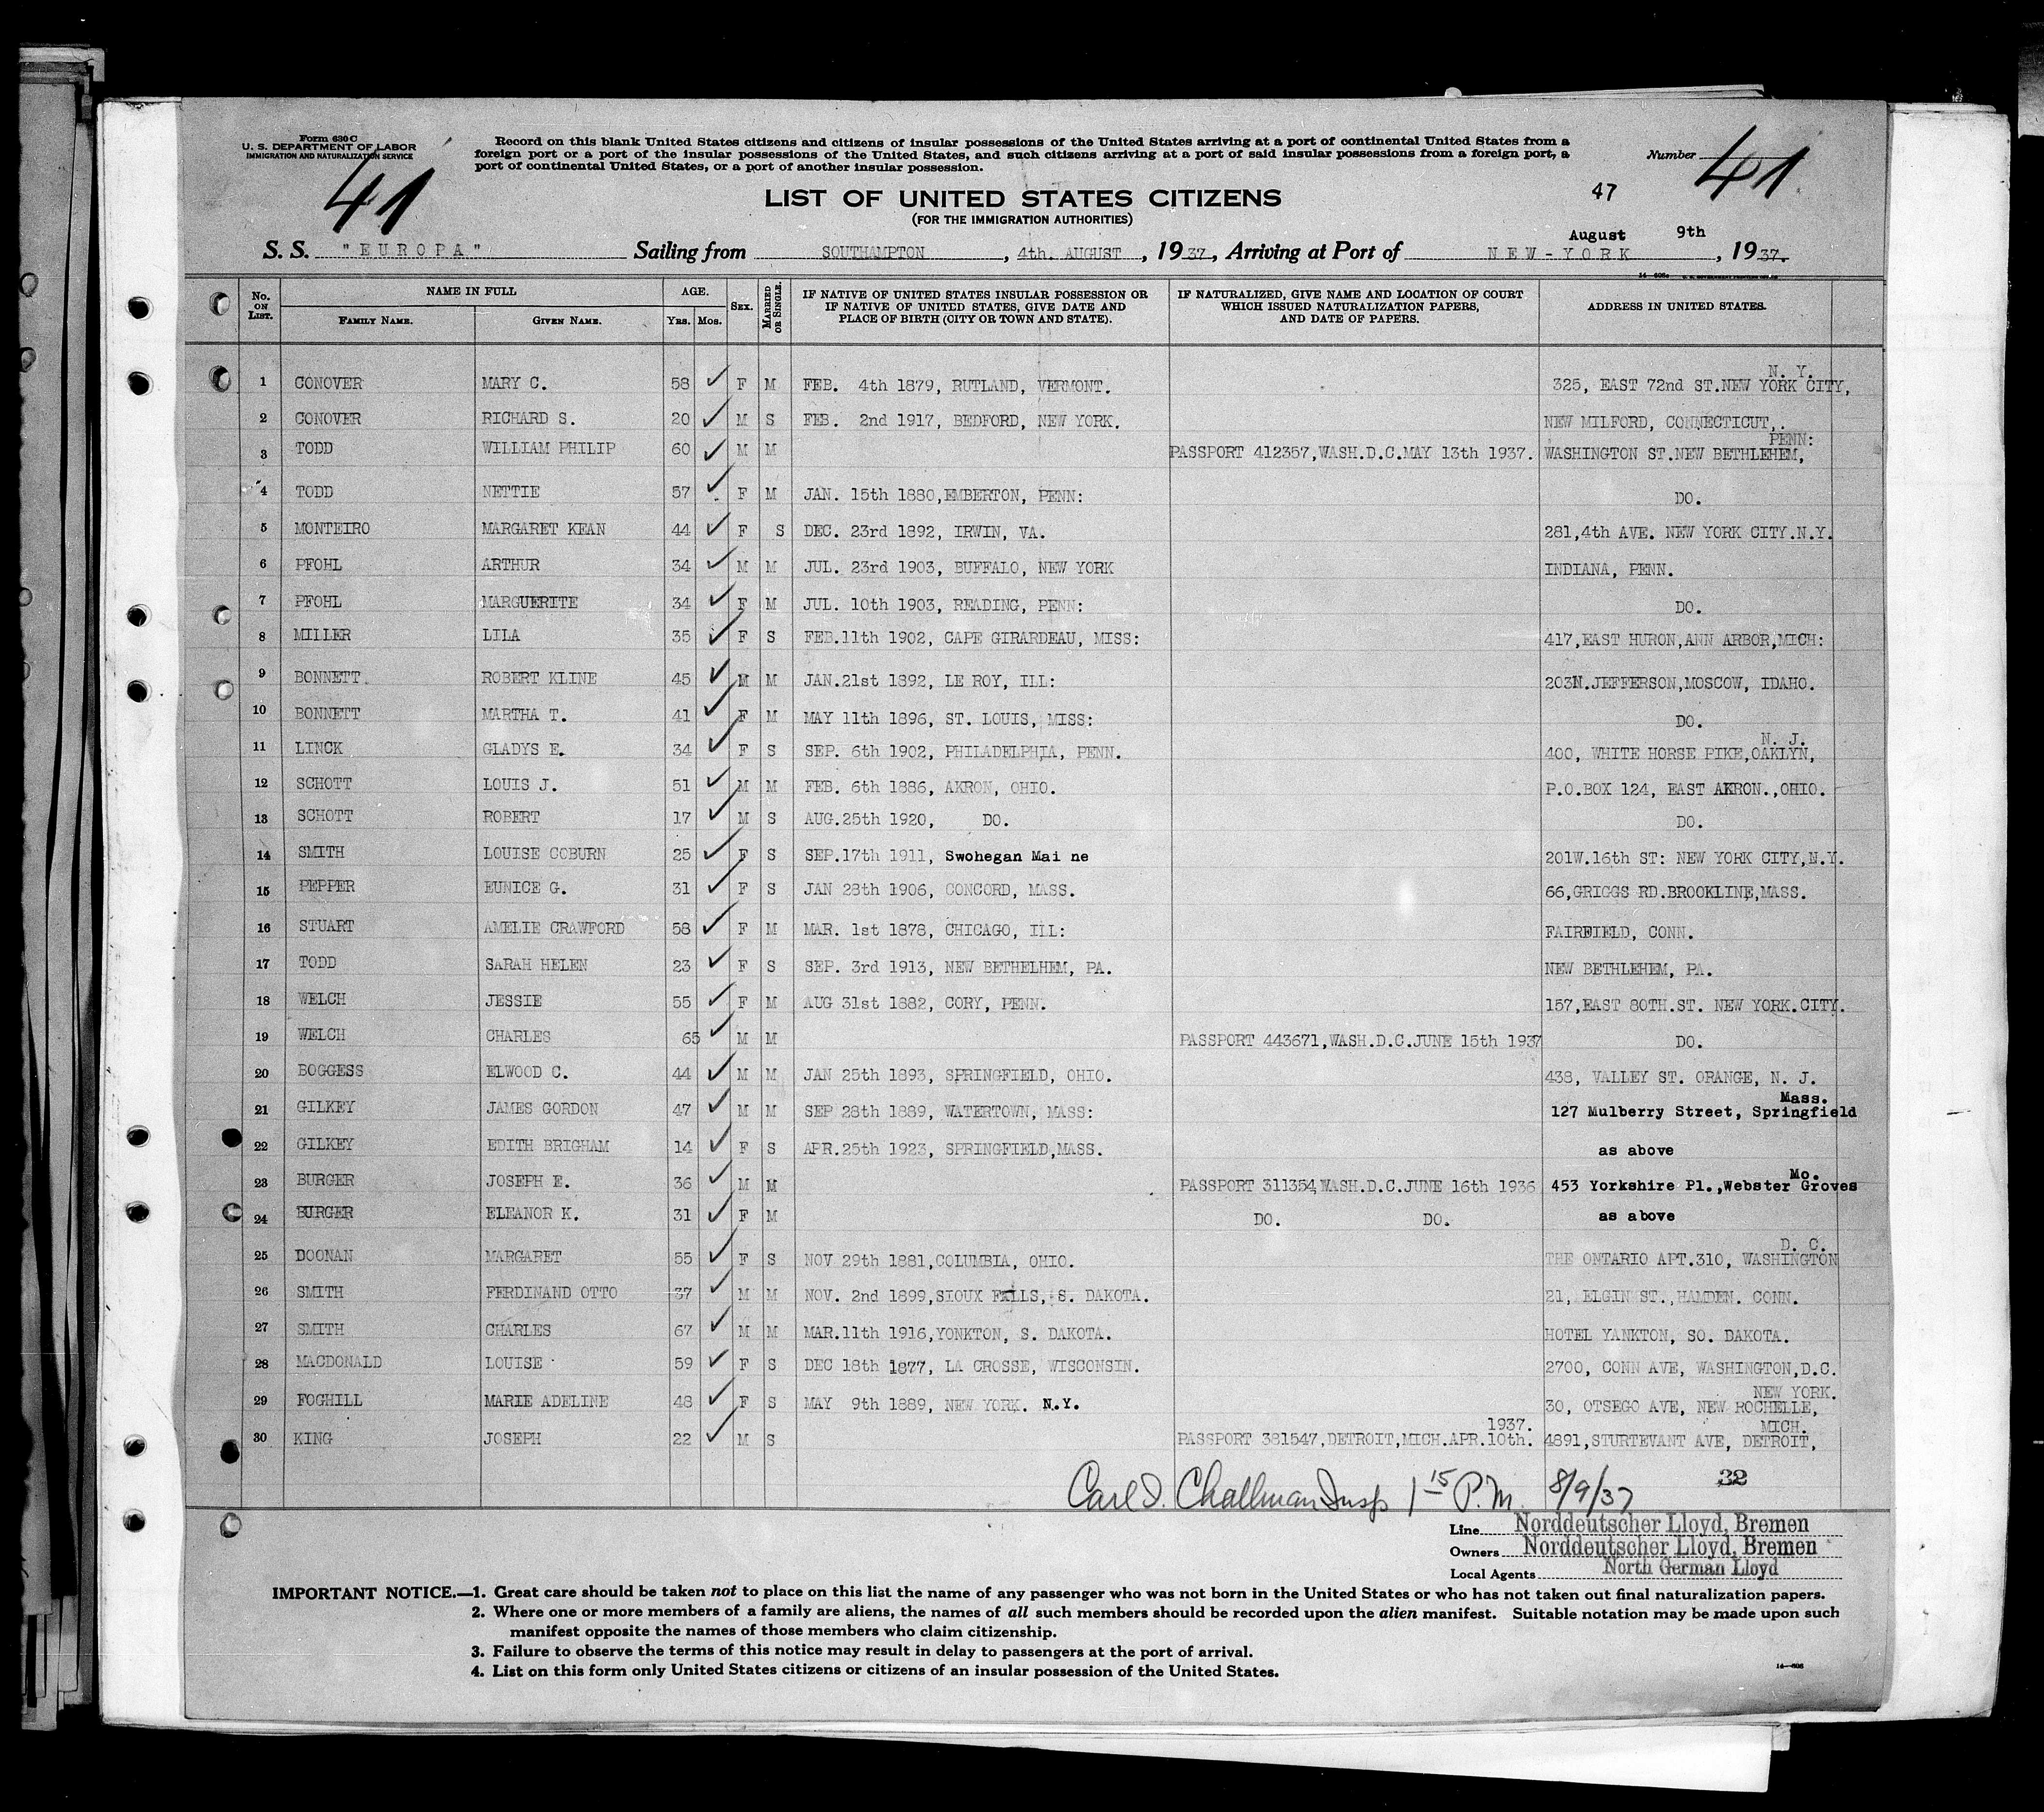 Form 630 C
U. S. DEPARTMENT OF LABOR
IMMIGRATION AND NATURALIZATION SERVICE
41
Record on this blank United States citizens and citizens of insular possessions of the United States arriving at a port of continental United States from a
foreign port or a port of the insular possessions of the United States, and such citizens arriving at a port of said insular possessions from a foreign port, a
port of continental United States, or a port of another insular possession.
Number 41
47
LIST OF UNITED STATES CITIZENS
(FOR THE IMMIGRATION AUTHORITIES)
August 9th
S. S. "EUROPA" Sailing from SOUTHAMPTON, 4th. AUGUST, 1937, Arriving at Port of NEW-YORK, 1937.
No. ON LIST. NAME IN FULL FAMILY NAME. GIVEN NAME. AGE. YRS. MOS. SEX. MARRIED OR SINGLE. IF NATIVE OF UNITED STATES INSULAR POSSESSION OR IF NATIVE OF UNITED STATES, GIVE DATE AND PLACE OF BIRTH (CITY OR TOWN AND STATE). IF NATURALIZED, GIVE NAME AND LOCATION OF COURT WHICH ISSUED NATURALIZATION PAPERS, AND DATE OF PAPERS. ADDRESS IN UNITED STATES.
N. Y.
1 CONOVER MARY C. 58 F M FEB. 4th 1879, RUTLAND, VERMONT. 325, EAST 72nd ST.NEW YORK CITY,
2 CONOVER RICHARD S. 20 M S FEB. 2nd 1917, BEDFORD, NEW YORK. NEW MILFORD, CONNECTICUT,.
PENN:
3 TODD WILLIAM PHILIP 60 M M PASSPORT 412357,WASH.D.C.MAY 13th 1937. WASHINGTON ST.NEW BETHLEHEM,
4 TODD NETTIE 57 F M JAN. 15th 1880,EMBERTON, PENN: DO.
5 MONTEIRO MARGARET KEAN 44 F S DEC. 23rd 1892, IRWIN, VA. 281,4th AVE. NEW YORK CITY.N.Y.
6 PFOHL ARTHUR 34 M M JUL. 23rd 1903, BUFFALO, NEW YORK INDIANA, PENN.
7 PFOHL MARGUERITE 34 F M JUL. 10th 1903, READING, PENN: DO.
8 MILLER LILA 35 F S FEB.11th 1902, CAPE GIRARDEAU, MISS: 417,EAST HURON,ANN ARBOR,MICH:
9 BONNETT. ROBERT KLINE 45 M M JAN.21st 1892, LE ROY, ILL: 203N.JEFFERSON,MOSCOW, IDAHO.
10 BONNETT MARTHA T. 41 F M MAY 11th 1896, ST. LOUIS, MISS: DO.
N. J.
11 LINCK GLADYS E. 34 F S SEP. 6th 1902, PHILADELPHIA, PENN. 400, WHITE HORSE PIKE,OAKLYN,
12 SCHOTT LOUIS J. 51 M M FEB. 6th 1886, AKRON, OHIO. P.O.BOX 124, EAST AKRON.,OHIO.
13 SCHOTT ROBERT 17 M S AUG.25th 1920, DO. DO.
14 SMITH LOUISE COBURN 25 F S SEP.17th 1911, Swohegan Mai ne 201W.16th ST: NEW YORK CITY,N.Y.
15 PEPPER EUNICE G. 31 F S JAN 28th 1906, CONCORD, MASS. 66,GRIGGS RD.BROOKLINE,MASS.
16 STUART AMELIE CRAWFORD 58 F M MAR. 1st 1878, CHICAGO, ILL: FAIRFIELD, CONN.
17 TODD SARAH HELEN 23 F S SEP. 3rd 1913, NEW BETHELHEM, PA. NEW BETHLEHEM, PA.
18 WELCH JESSIE 55 F M AUG 31st 1882, CORY, PENN. 157,EAST 80TH.ST. NEW YORK.CITY.
19 WELCH CHARLES 65 M M PASSPORT 443671,WASH.D.C.JUNE 15th 1937 DO.
20 BOGGESS ELWOOD C. 44 M M JAN 25th 1893, SPRINGFIELD, OHIO. 438, VALLEY ST. ORANGE, N. J.
Mass.
21 GILKEY JAMES GORDON 47 M M SEP 28th 1889, WATERTOWN, MASS: 127 Mulberry Street, Springfield
22 GILKEY EDITH BRIGHAM 14 F S APR.25th 1923, SPRINGFIELD,MASS. as above
Mo.
23 BURGER JOSEPH E. 36 M M PASSPORT 311354,WASH.D.C.JUNE 16th 1936 453 Yorkshire Pl.,Webster Groves
24 BURGER ELEANOR K. 31 F M DO. DO. as above
D. C.
25 DOONAN MARGARET 55 F S NOV 29th 1881,COLUMBIA, OHIO. THE ONTARIO APT.310, WASHINGTON
26 SMITH FERDINAND OTTO 37 M M NOV. 2nd 1899,SIOUX FALLS, S. DAKOTA. 21, ELGIN ST.,HAMDEN. CONN.
27 SMITH CHARLES 67 M M MAR.11th 1916,YONKTON, S. DAKOTA. HOTEL YANKTON, SO. DAKOTA.
28 MACDONALD LOUISE 59 F S DEC 18th 1877, LA CROSSE, WISCONSIN. 2700, CONN AVE, WASHINGTON,D.C.
NEW YORK.
29 FOGHILL MARIE ADELINE 48 F S MAY 9th 1889, NEW YORK. N.Y. 30, OTSEGO AVE, NEW ROCHELLE,
1937. MICH.
30 KING JOSEPH 22 M S PASSPORT 381547,DETROIT,MICH.APR.10th. 4891,STURTEVANT AVE, DETROIT,
Carl I. Challman Insp 1 15 P.M. 8/9/37 32
Line Norddeutscher Lloyd, Bremen
Owners Norddeutscher Lloyd, Bremen
Local Agents North German Lloyd
IMPORTANT NOTICE.—1. Great care should be taken not to place on this list the name of any passenger who was not born in the United States or who has not taken out final naturalization papers.
2. Where one or more members of a family are aliens, the names of all such members should be recorded upon the alien manifest. Suitable notation may be made upon such
manifest opposite the names of those members who claim citizenship.
3. Failure to observe the terms of this notice may result in delay to passengers at the port of arrival.
4. List on this form only United States citizens or citizens of an insular possession of the United States.